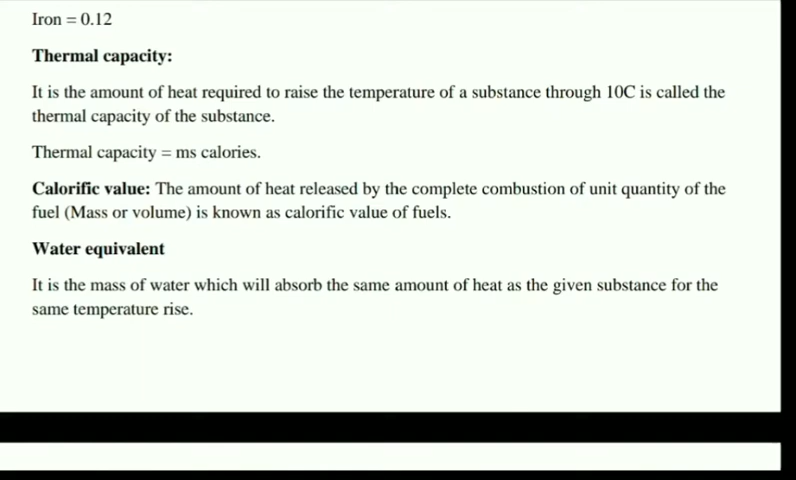 Iron = 0.12
Thermal capacity:
It is the amount of heat required to raise the temperature of a substance through 10C is called the
thermal capacity of the substance.
Thermal capacity = ms calories.
Calorific value: The amount of heat released by the complete combustion of unit quantity of the
fuel (Mass or volume) is known as calorific value of fuels.
Water equivalent
It is the mass of water which will absorb the same amount of heat as the given substance for the
same temperature rise.